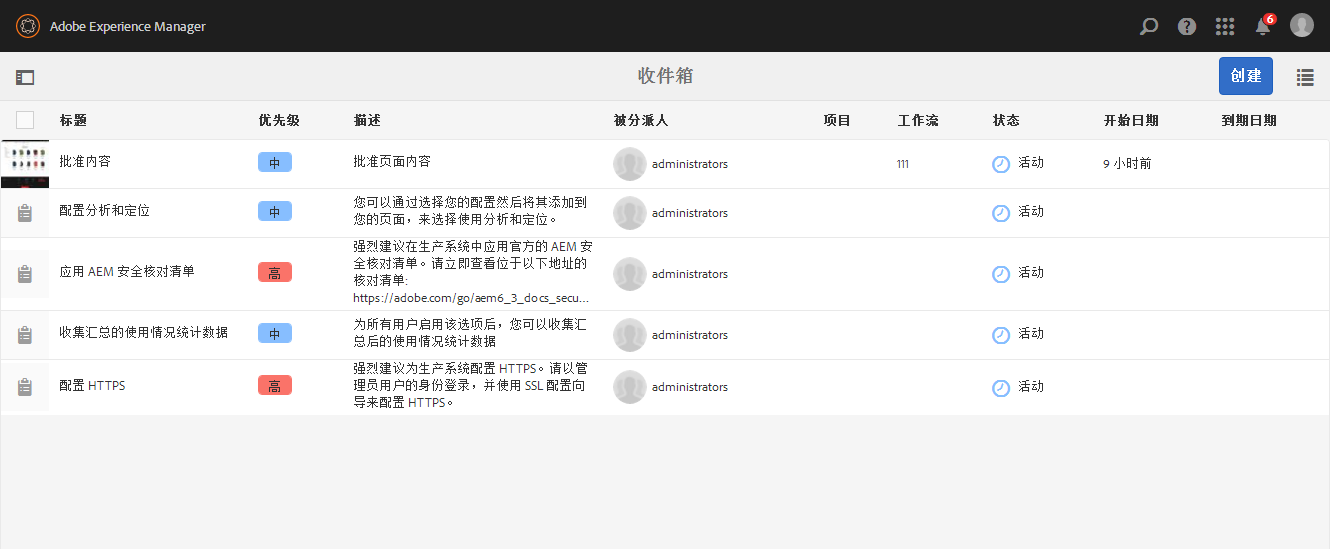 Adobe Experience Manager
6
收件箱
创建
标题 优先级 描述 被分派人 项目 工作流 状态 开始日期 到期日期
批准内容 中 批准页面内容 administrators 111 活动 9 小时前
配置分析和定位 中 您可以通过选择您的配置然后将其添加到 administrators 活动
您的页面，来选择使用分析和定位。
强烈建议在生产系统中应用官方的 AEM 安
应用 AEM 安全核对清单 高 全核对清单。请立即查看位于以下地址的 administrators 活动
核对清单:
https://adobe.com/go/aem6_3_docs_secu...
收集汇总的使用情况统计数据 中 为所有用户启用该选项后，您可以收集汇 administrators 活动
总后的使用情况统计数据
强烈建议为生产系统配置 HTTPS。请以管
配置 HTTPS 高 理员用户的身份登录，并使用 SSL 配置向 administrators 活动
导来配置 HTTPS。